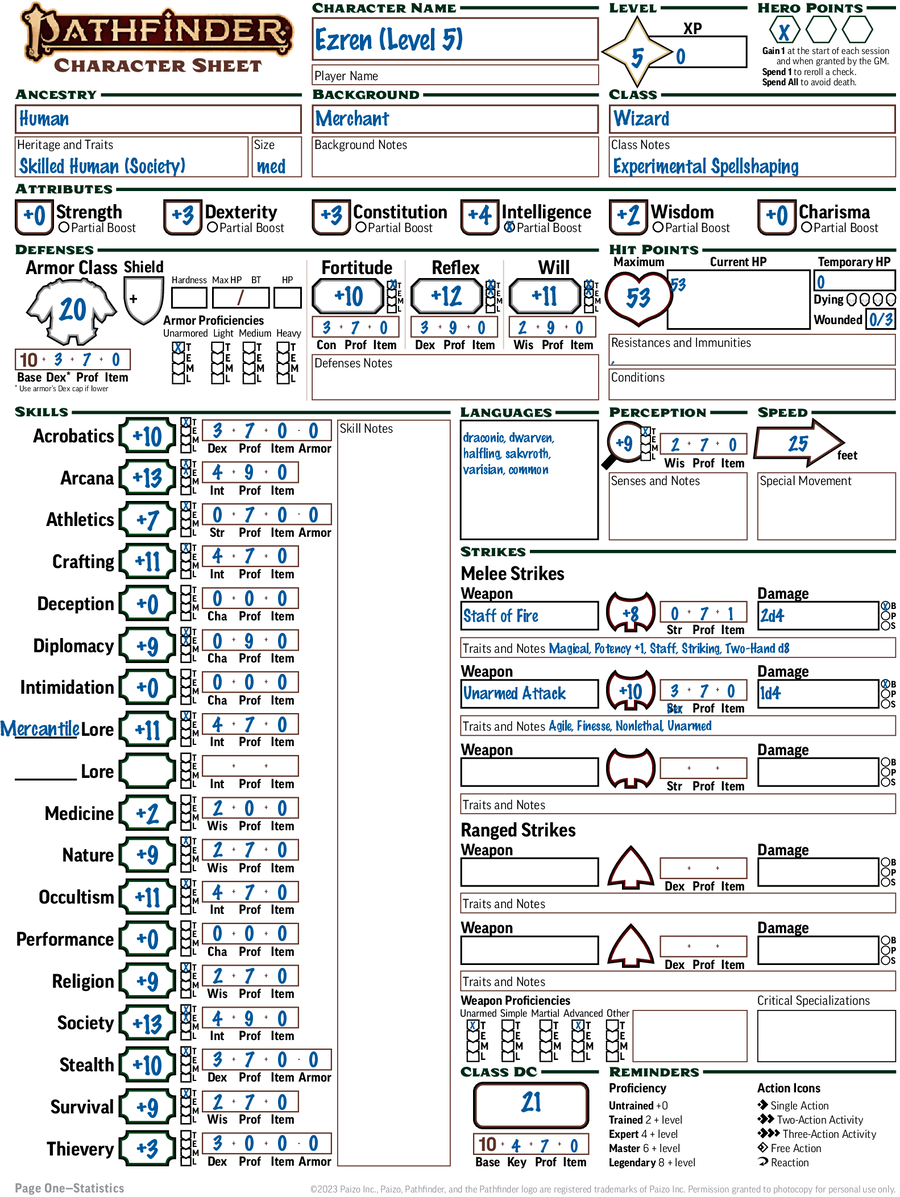 PATHFINDER
CHARACTER SHEET
CHARACTER NAME
Ezren (Level 5)
Player Name
LEVEL
5
XP
0
HERO POINTS
X
Gain 1 at the start of each session
and when granted by the GM.
Spend 1 to reroll a check.
Spend All to avoid death.
ANCESTRY
Human
Heritage and Traits
Skilled Human (Society)
Size
med
BACKGROUND
Merchant
Background Notes
CLASS
Wizard
Class Notes
Experimental Spellshaping
ATTRIBUTES
+0 Strength
Partial Boost
+3 Dexterity
Partial Boost
+3 Constitution
Partial Boost
+4 Intelligence
X Partial Boost
+2 Wisdom
Partial Boost
+0 Charisma
Partial Boost
DEFENSES
Armor Class
20
10 + 3 + 7 + 0
Base Dex* Prof Item
* Use armor's Dex cap if lower
Shield
+
Hardness Max HP BT HP
/
Armor Proficiencies
Unarmored Light Medium Heavy
X T T T T
E E E E
M M M M
L L L L
Fortitude
+10
X T
E
M
L
3 + 7 + 0
Con Prof Item
Reflex
+12
X T
X E
M
L
3 + 9 + 0
Dex Prof Item
Will
+11
X T
X E
M
L
2 + 9 + 0
Wis Prof Item
Defenses Notes
HIT POINTS
Maximum
53
Current HP
53
Temporary HP
0
Dying
Wounded 0/3
Resistances and Immunities
,
Conditions
SKILLS
Acrobatics +10 X T E M L 3 + 7 + 0 - 0
Dex Prof Item Armor
Arcana +13 X T X E M L 4 + 9 + 0
Int Prof Item
Athletics +7 X T E M L 0 + 7 + 0 - 0
Str Prof Item Armor
Crafting +11 X T E M L 4 + 7 + 0
Int Prof Item
Deception +0 T E M L 0 + 0 + 0
Cha Prof Item
Diplomacy +9 X T X E M L 0 + 9 + 0
Cha Prof Item
Intimidation +0 T E M L 0 + 0 + 0
Cha Prof Item
Mercantile Lore +11 X T E M L 4 + 7 + 0
Int Prof Item
Lore T E M L + +
Int Prof Item
Medicine +2 T E M L 2 + 0 + 0
Wis Prof Item
Nature +9 X T E M L 2 + 7 + 0
Wis Prof Item
Occultism +11 X T E M L 4 + 7 + 0
Int Prof Item
Performance +0 T E M L 0 + 0 + 0
Cha Prof Item
Religion +9 X T E M L 2 + 7 + 0
Wis Prof Item
Society +13 X T X E M L 4 + 9 + 0
Int Prof Item
Stealth +10 X T E M L 3 + 7 + 0 - 0
Dex Prof Item Armor
Survival +9 X T E M L 2 + 7 + 0
Wis Prof Item
Thievery +3 T E M L 3 + 0 + 0 - 0
Dex Prof Item Armor
Skill Notes
LANGUAGES
draconic, dwarven,
halfling, sakvroth,
varisian, common
PERCEPTION
+9
X T
E
M
L
2 + 7 + 0
Wis Prof Item
Senses and Notes
SPEED
25
feet
Special Movement
STRIKES
Melee Strikes
Weapon
Staff of Fire
+8
0 + 7 + 1
Str Prof Item
Damage
2d4
X B
P
S
Traits and Notes Magical, Potency +1, Staff, Striking, Two-Hand d8
Weapon
Unarmed Attack
+10
3 + 7 + 0
Dex Prof Item
Damage
1d4
X B
P
S
Traits and Notes Agile, Finesse, Nonlethal, Unarmed
Weapon
+ +
Str Prof Item
Damage
B
P
S
Traits and Notes
Ranged Strikes
Weapon
+ +
Dex Prof Item
Damage
B
P
S
Traits and Notes
Weapon
+ +
Dex Prof Item
Damage
B
P
S
Traits and Notes
Weapon Proficiencies
Unarmed Simple Martial Advanced Other
X T T T X T T
E E E E E
M M M M M
L L L L L
Critical Specializations
CLASS DC
21
10 + 4 + 7 + 0
Base Key Prof Item
REMINDERS
Proficiency
Untrained +0
Trained 2 + level
Expert 4 + level
Master 6 + level
Legendary 8 + level
Action Icons
Single Action
Two-Action Activity
Three-Action Activity
Free Action
Reaction
Page One—Statistics
©2023 Paizo Inc., Paizo, Pathfinder, and the Pathfinder logo are registered trademarks of Paizo Inc. Permission granted to photocopy for personal use only.